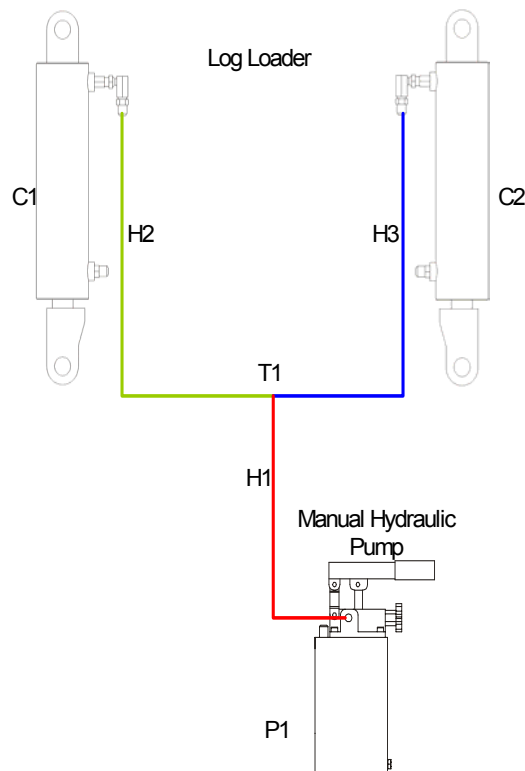 Log Loader
C1
C2
H2
H3
T1
H1
Manual Hydraulic
Pump
P1